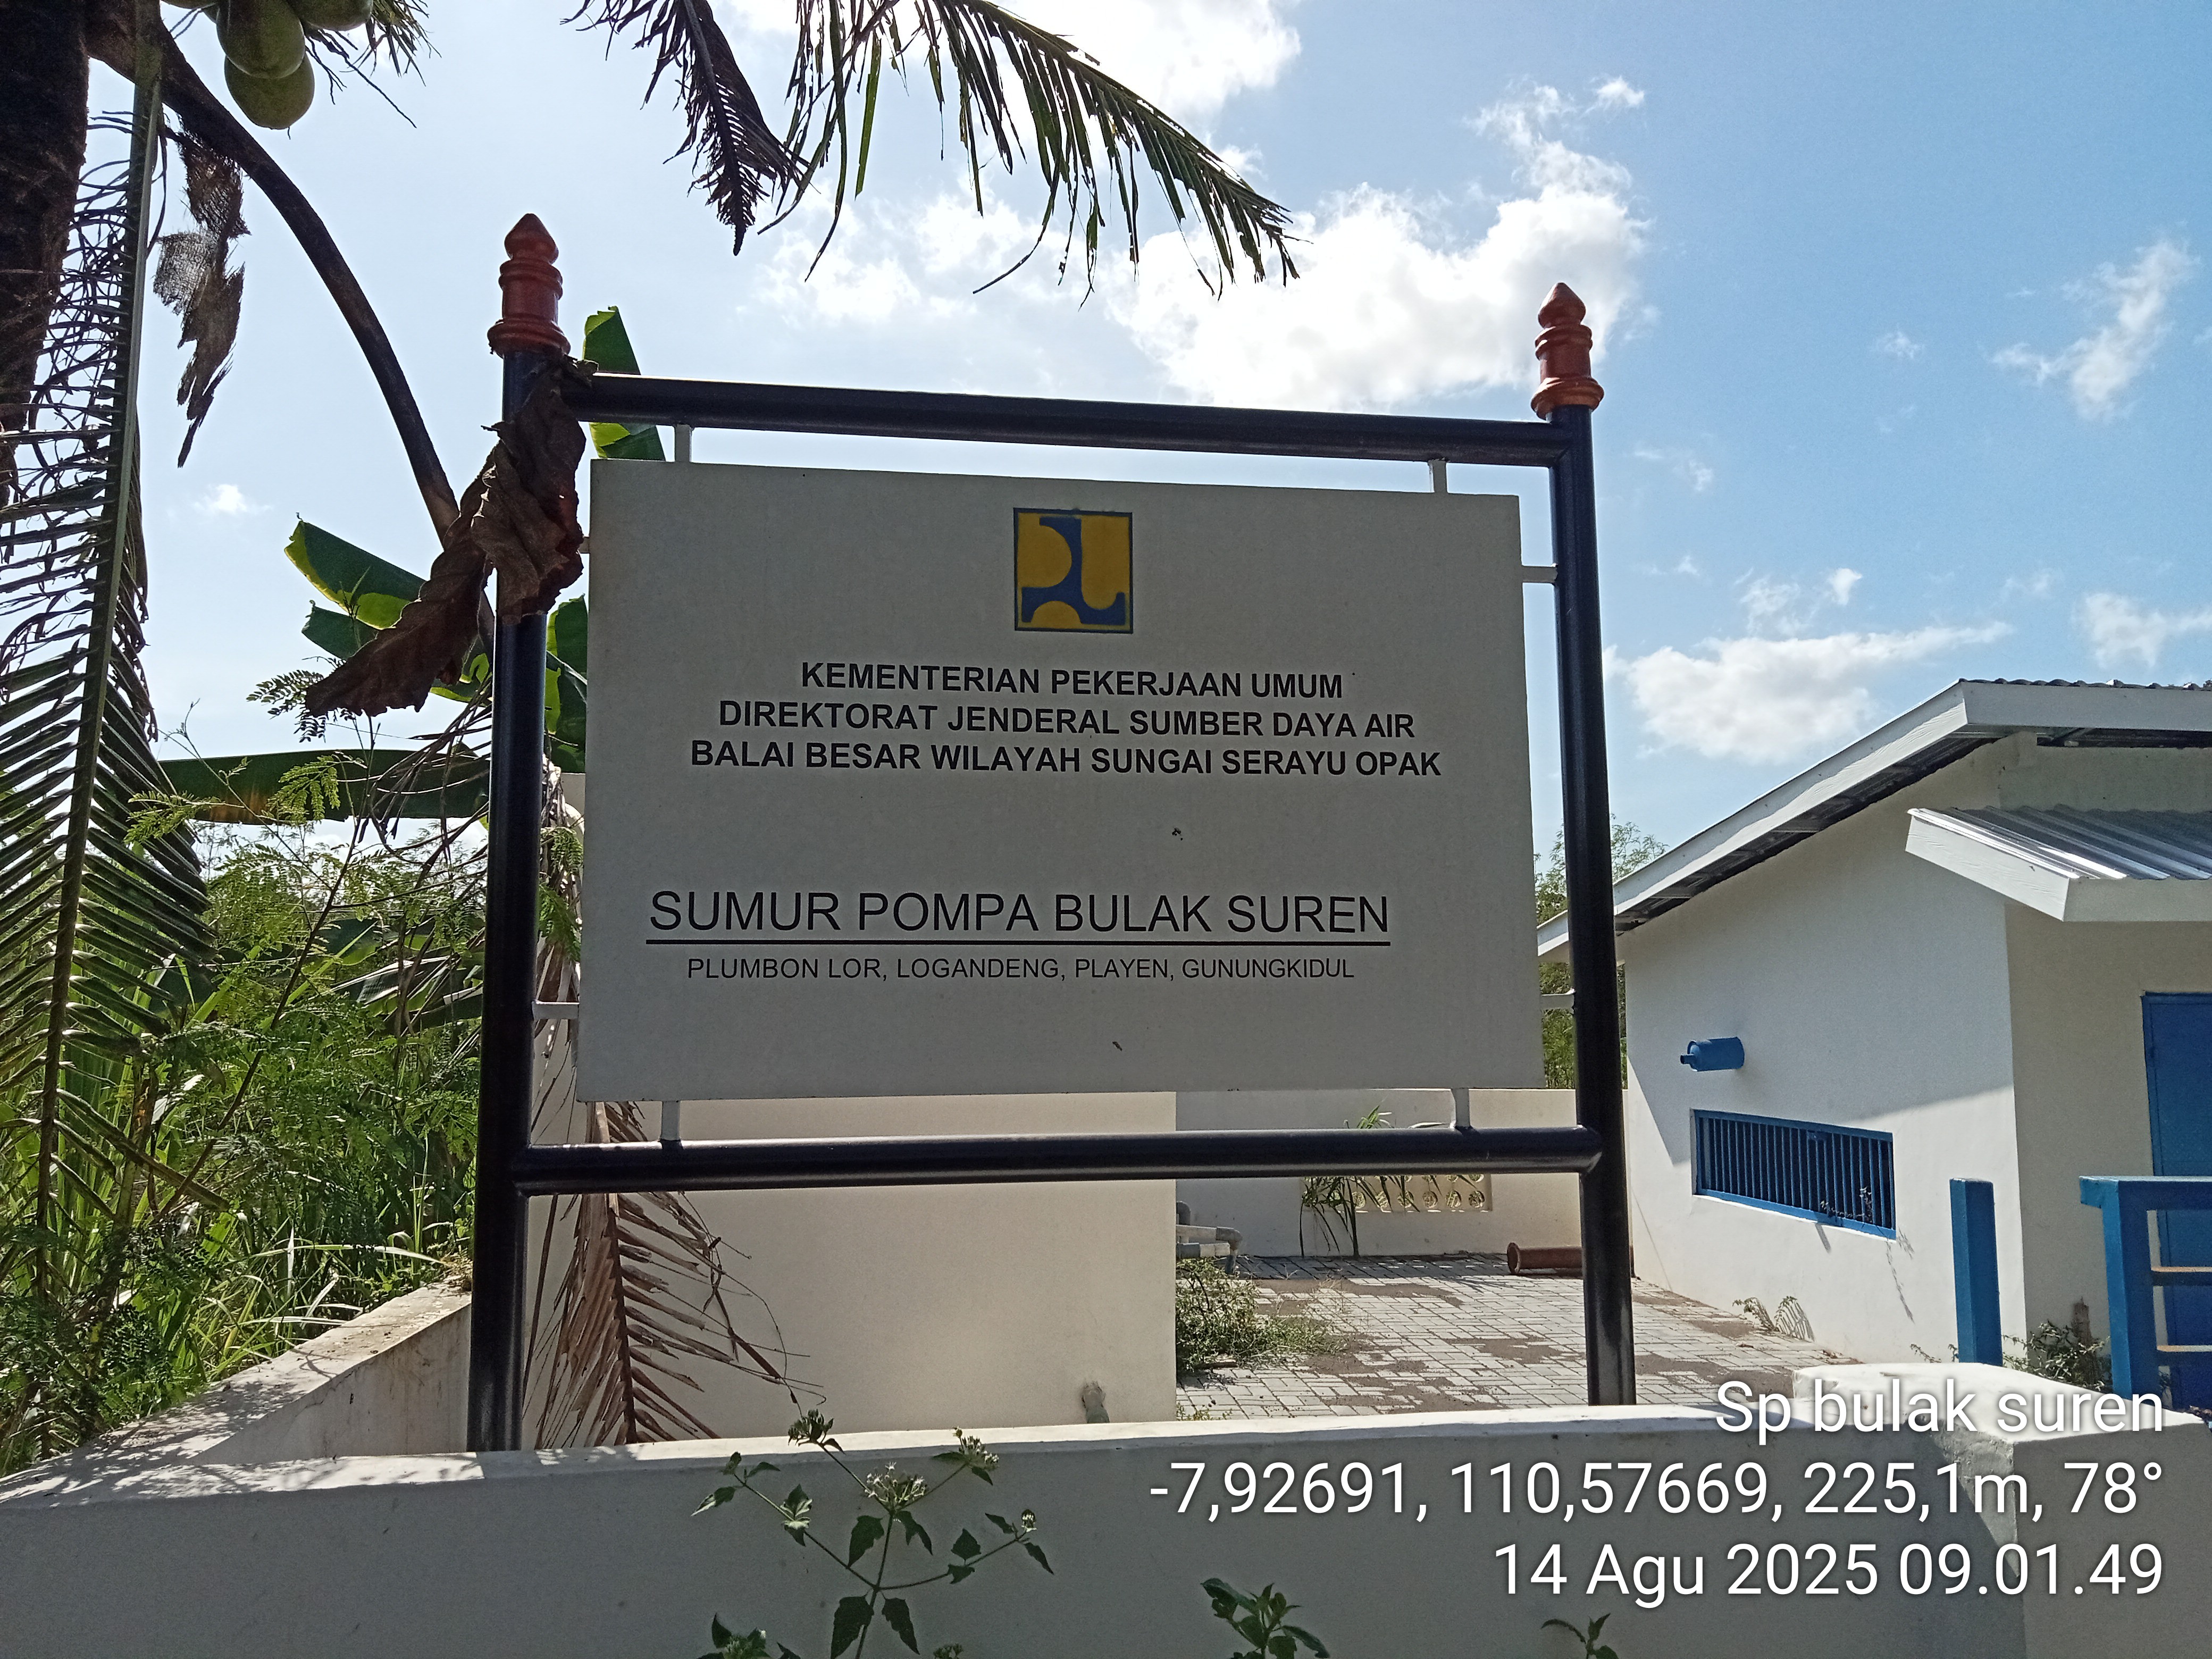 KEMENTERIAN PEKERJAAN UMUM
DIREKTORAT JENDERAL SUMBER DAYA AIR
BALAI BESAR WILAYAH SUNGAI SERAYU OPAK
SUMUR POMPA BULAK SUREN
PLUMBON LOR, LOGANDENG, PLAYEN, GUNUNGKIDUL
Sp bulak suren
-7,92691, 110,57669, 225,1m, 78°
14 Agu 2025 09.01.49